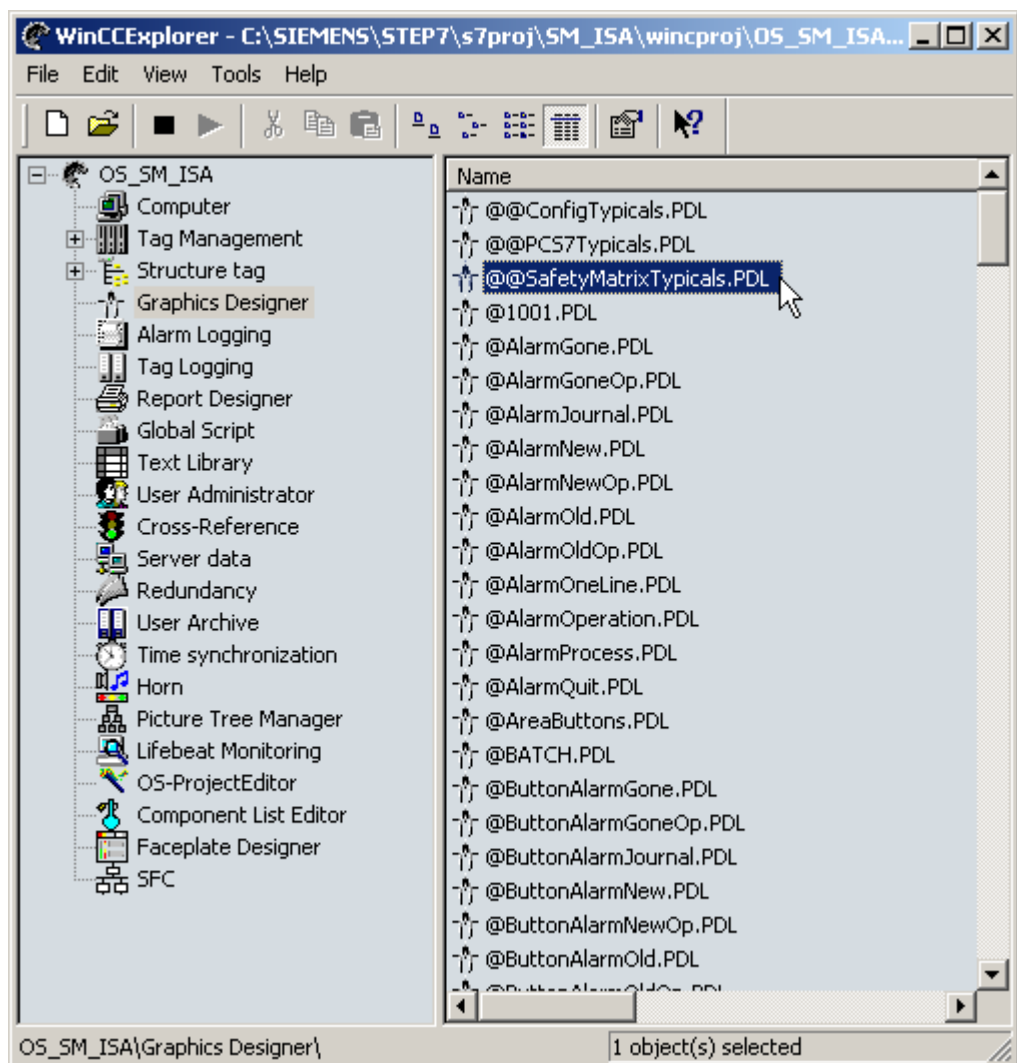 WinCCExplorer - C:\SIEMENS\STEP7\s7proj\SM_ISA\wincproj\OS_SM_ISA...
File Edit View Tools Help
OS_SM_ISA
Computer
Tag Management
Structure tag
Graphics Designer
Alarm Logging
Tag Logging
Report Designer
Global Script
Text Library
User Administrator
Cross-Reference
Server data
Redundancy
User Archive
Time synchronization
Horn
Picture Tree Manager
Lifebeat Monitoring
OS-ProjectEditor
Component List Editor
Faceplate Designer
SFC
Name
@@ConfigTypicals.PDL
@@PCS7Typicals.PDL
@@SafetyMatrixTypicals.PDL
@1001.PDL
@AlarmGone.PDL
@AlarmGoneOp.PDL
@AlarmJournal.PDL
@AlarmNew.PDL
@AlarmNewOp.PDL
@AlarmOld.PDL
@AlarmOldOp.PDL
@AlarmOneLine.PDL
@AlarmOperation.PDL
@AlarmProcess.PDL
@AlarmQuit.PDL
@AreaButtons.PDL
@BATCH.PDL
@ButtonAlarmGone.PDL
@ButtonAlarmGoneOp.PDL
@ButtonAlarmJournal.PDL
@ButtonAlarmNew.PDL
@ButtonAlarmNewOp.PDL
@ButtonAlarmOld.PDL
@ButtonAlarmOldOp.PDL
OS_SM_ISA\Graphics Designer\
1 object(s) selected